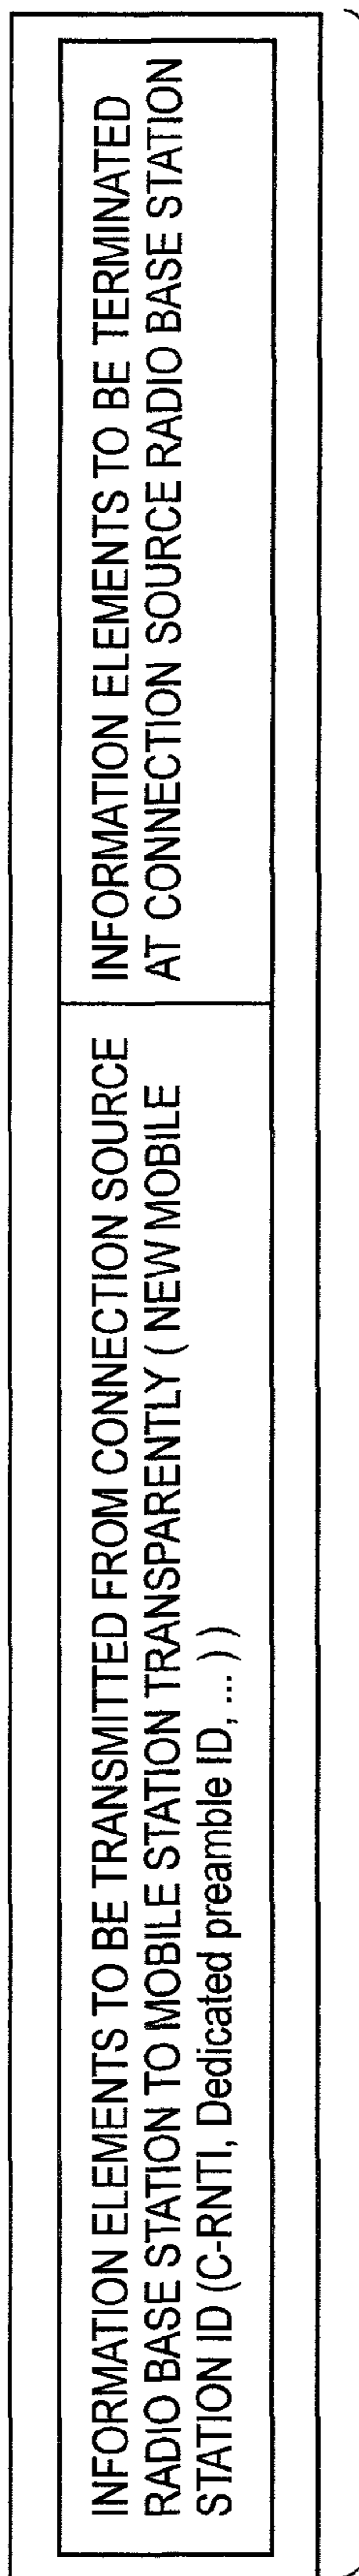 INFORMATION ELEMENTS TO BE TRANSMITTED FROM CONNECTION SOURCE
RADIO BASE STATION TO MOBILE STATION TRANSPARENTLY ( NEW MOBILE
STATION ID (C-RNTI, Dedicated preamble ID, ... ) )
INFORMATION ELEMENTS TO BE TERMINATED
AT CONNECTION SOURCE RADIO BASE STATION